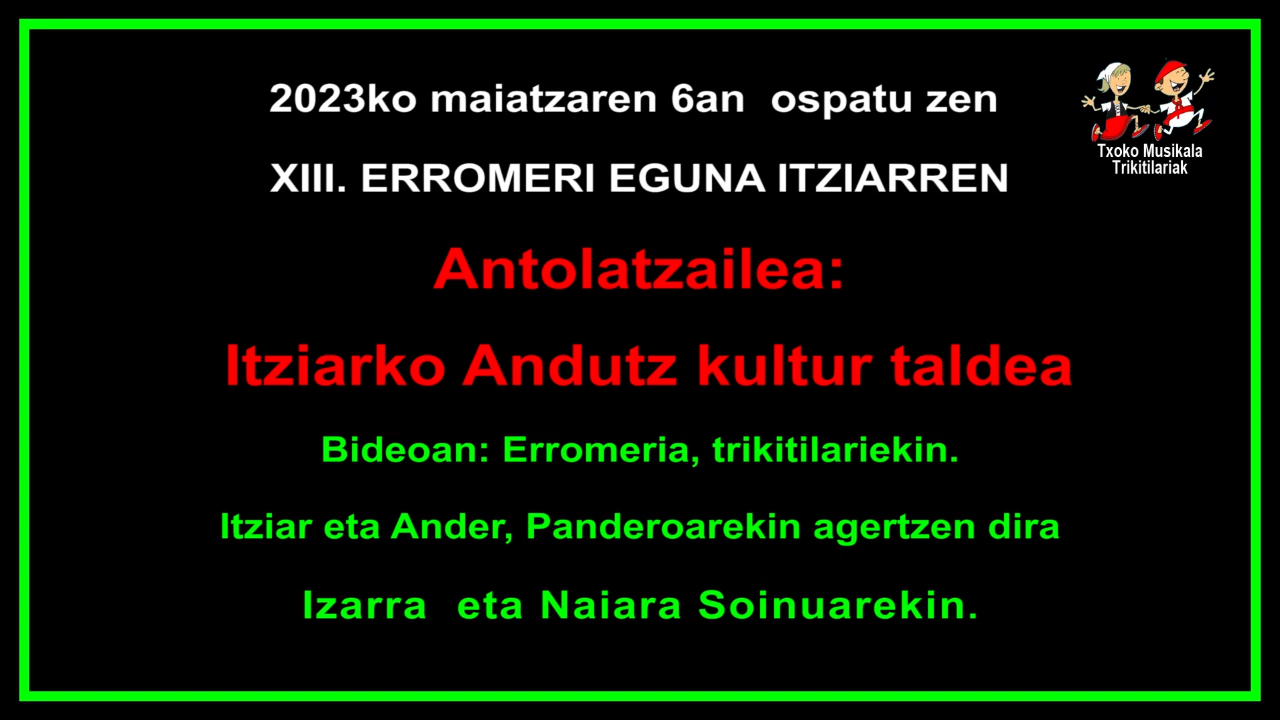 2023ko maiatzaren 6an ospatu zen
XIII. ERROMERI EGUNA ITZIARREN
Txoko Musikala
Trikitilariak
Antolatzailea:
Itziarko Andutz kultur taldea
Bideoan: Erromeria, trikitilariekin.
Itziar eta Ander, Panderoarekin agertzen dira
Izarra eta Naiara Soinuarekin.